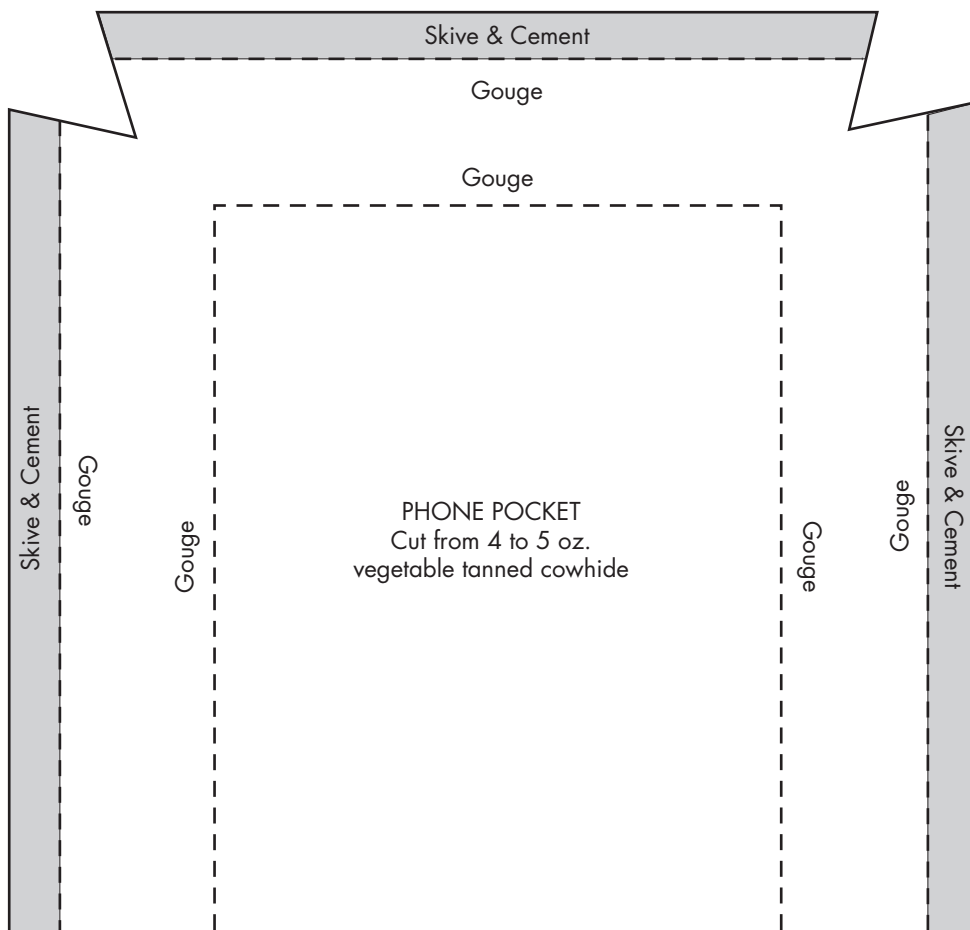 Skive & Cement
Gouge
Gouge
Skive & Cement
Gouge
Gouge
PHONE POCKET
Cut from 4 to 5 oz.
vegetable tanned cowhide
Gouge
Gouge
Skive & Cement